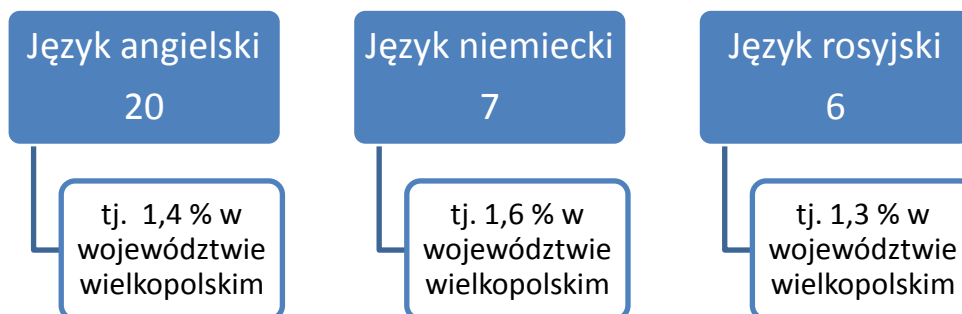 Język angielski
20
tj. 1,4 % w
województwie
wielkopolskim
Język niemiecki
7
tj. 1,6 % w
województwie
wielkopolskim
Język rosyjski
6
tj. 1,3 % w
województwie
wielkopolskim